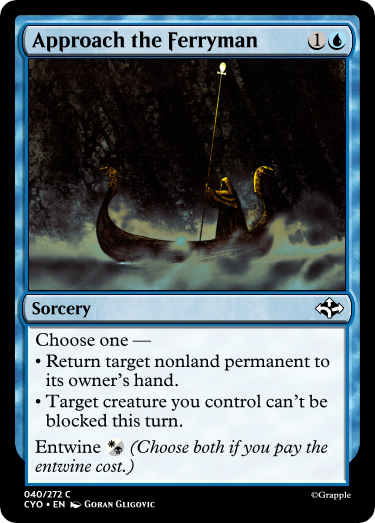 Approach the Ferryman 1
Sorcery
Choose one —
• Return target nonland permanent to
its owner's hand.
• Target creature you control can't be
blocked this turn.
Entwine (Choose both if you pay the
entwine cost.)
040/272 C
CYO • EN Goran Gligovic
©Grapple